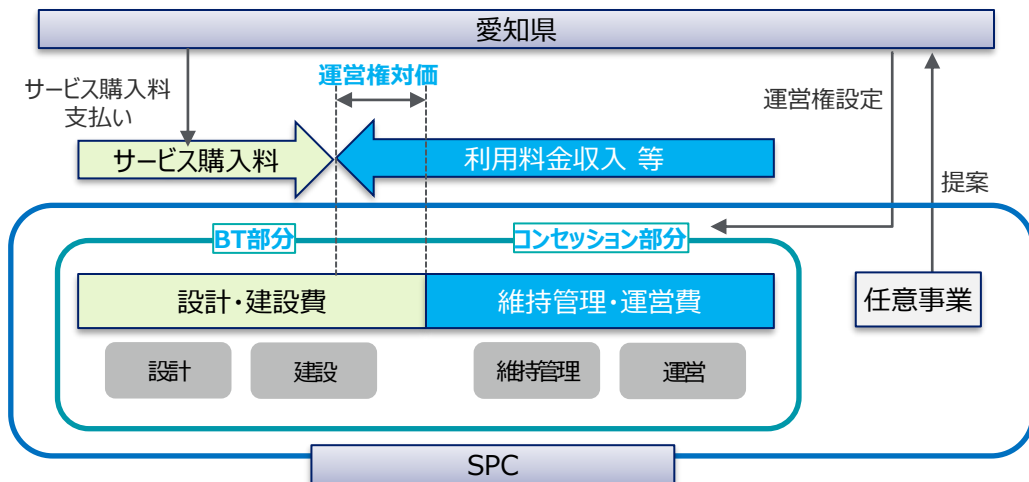 愛知県
運営権対価
サービス購入料
支払い
運営権設定
サービス購入料
利用料金収入 等
提案
BT部分
コンセッション部分
設計・建設費
維持管理・運営費
任意事業
設計
建設
維持管理
運営
SPC